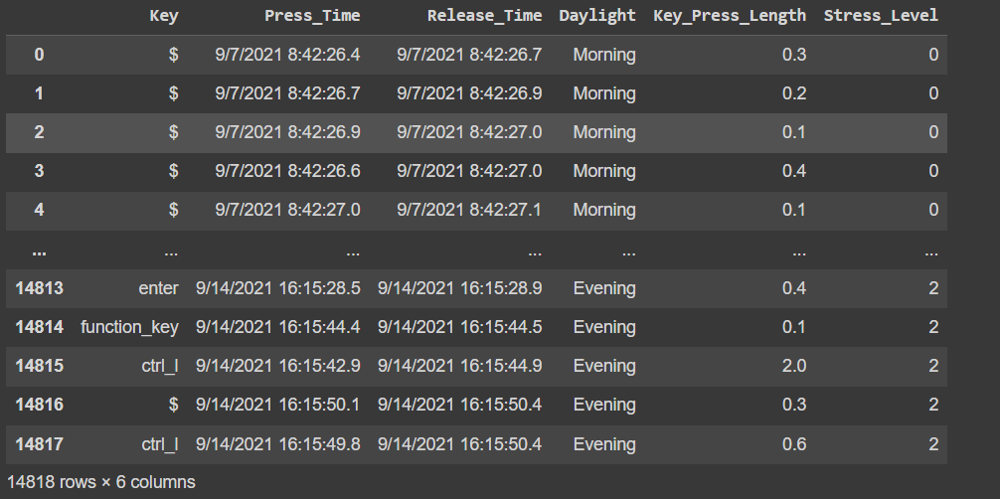 Key Press_Time Release_Time Daylight Key_Press_Length Stress_Level
0 $ 9/7/2021 8:42:26.4 9/7/2021 8:42:26.7 Morning 0.3 0
1 $ 9/7/2021 8:42:26.7 9/7/2021 8:42:26.9 Morning 0.2 0
2 $ 9/7/2021 8:42:26.9 9/7/2021 8:42:27.0 Morning 0.1 0
3 $ 9/7/2021 8:42:26.6 9/7/2021 8:42:27.0 Morning 0.4 0
4 $ 9/7/2021 8:42:27.0 9/7/2021 8:42:27.1 Morning 0.1 0
... ... ... ... ... ... ...
14813 enter 9/14/2021 16:15:28.5 9/14/2021 16:15:28.9 Evening 0.4 2
14814 function_key 9/14/2021 16:15:44.4 9/14/2021 16:15:44.5 Evening 0.1 2
14815 ctrl_l 9/14/2021 16:15:42.9 9/14/2021 16:15:44.9 Evening 2.0 2
14816 $ 9/14/2021 16:15:50.1 9/14/2021 16:15:50.4 Evening 0.3 2
14817 ctrl_l 9/14/2021 16:15:49.8 9/14/2021 16:15:50.4 Evening 0.6 2
14818 rows × 6 columns